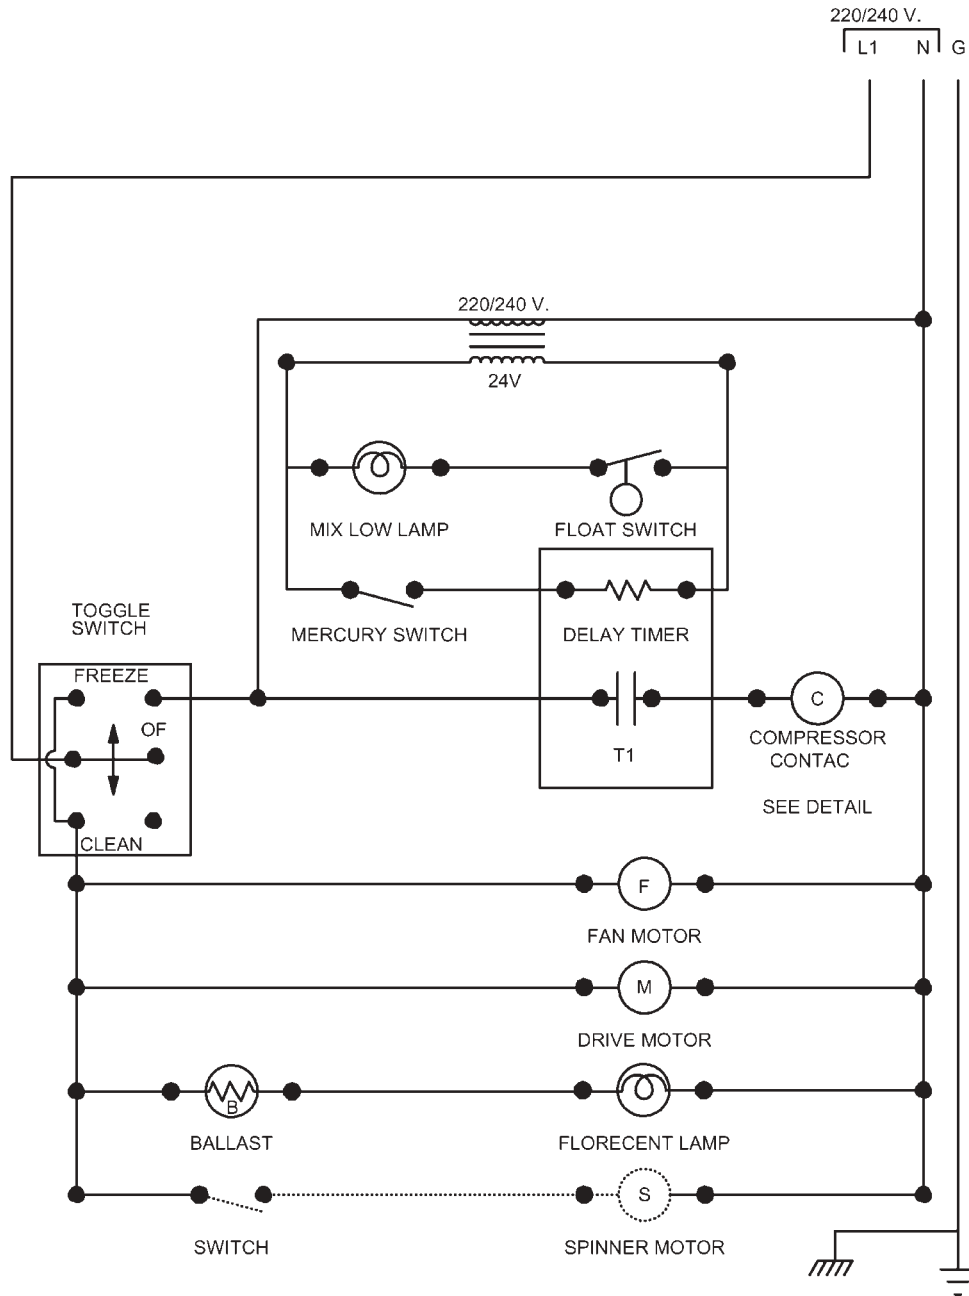 220/240 V.
L1 N G
220/240 V.
24V
MIX LOW LAMP FLOAT SWITCH
MERCURY SWITCH DELAY TIMER
TOGGLE
SWITCH
FREEZE
OF
CLEAN
T1
C
COMPRESSOR
CONTAC
SEE DETAIL
F
FAN MOTOR
M
DRIVE MOTOR
B
BALLAST FLORECENT LAMP
S
SWITCH SPINNER MOTOR